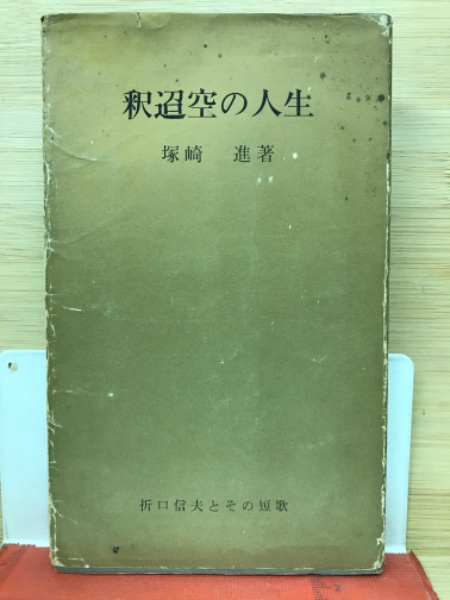 釈迢空の人生
塚崎 進著
折口信夫とその短歌